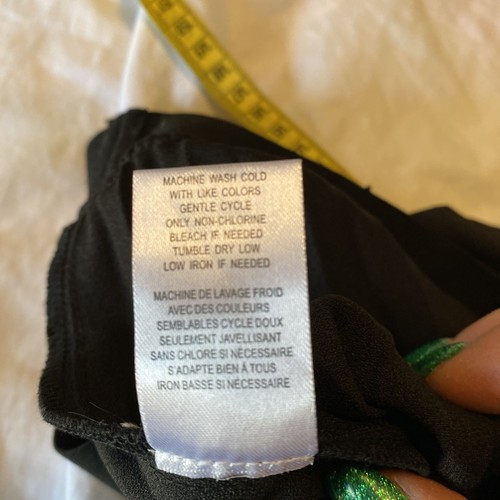 MACHINE WASH COLD
WITH LIKE COLORS
GENTLE CYCLE
ONLY NON-CHLORINE
BLEACH IF NEEDED
TUMBLE DRY LOW
LOW IRON IF NEEDED
MACHINE DE LAVAGE FROID
AVEC DES COULEURS
SEMBLABLES CYCLE DOUX
SEULEMENT JAVELLISANT
SANS CHLORE SI NÉCESSAIRE
S'ADAPTE BIEN À TOUS
IRON BASSE SI NÉCESSAIRE